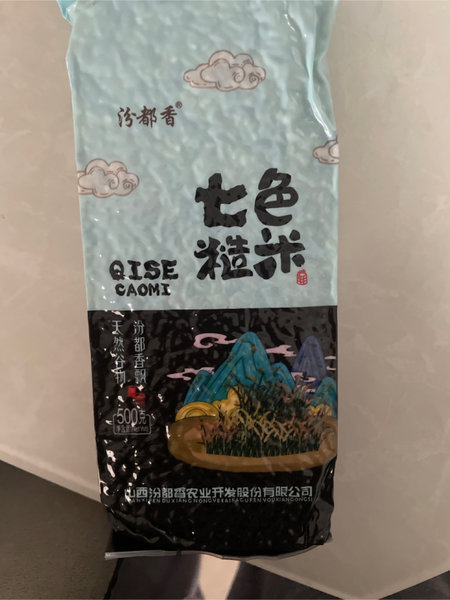 汾都香®
七色
糙米
QISE
CAOMI
汾都香飘
天然谷物
500克
山西汾都香农业开发股份有限公司